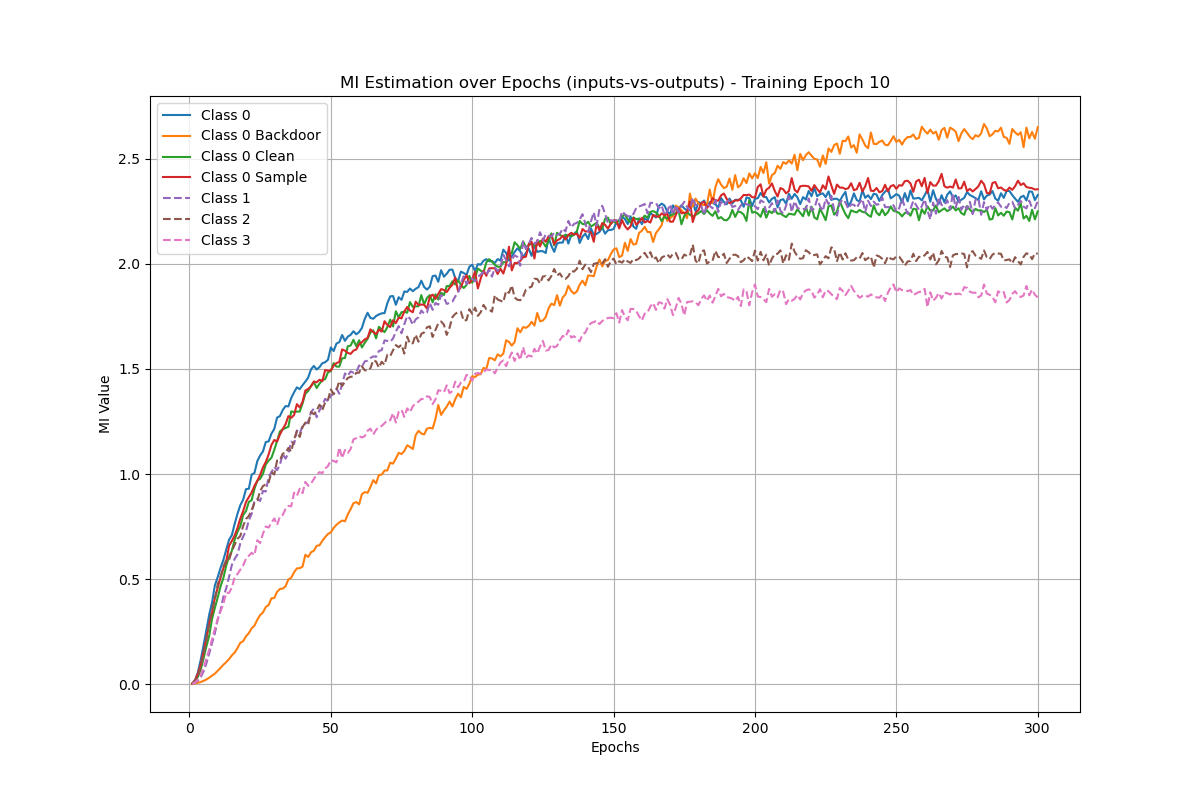 MI Estimation over Epochs (inputs-vs-outputs) - Training Epoch 10
Class 0
Class 0 Backdoor
Class 0 Clean
Class 0 Sample
Class 1
Class 2
Class 3
MI Value
2.5
2.0
1.5
1.0
0.5
0.0
0 50 100 150 200 250 300
Epochs